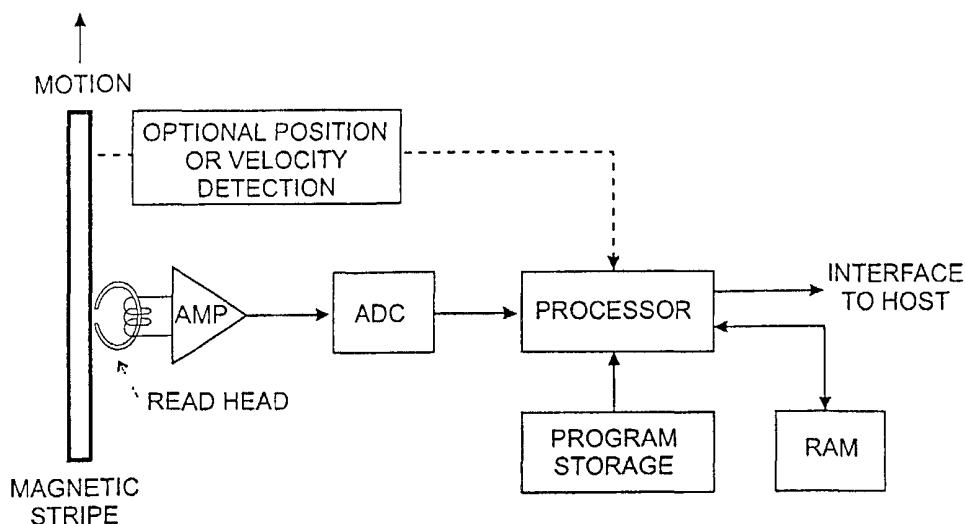 MOTION
OPTIONAL POSITION
OR VELOCITY
DETECTION
AMP
ADC
PROCESSOR
INTERFACE
TO HOST
READ HEAD
PROGRAM
STORAGE
RAM
MAGNETIC
STRIPE